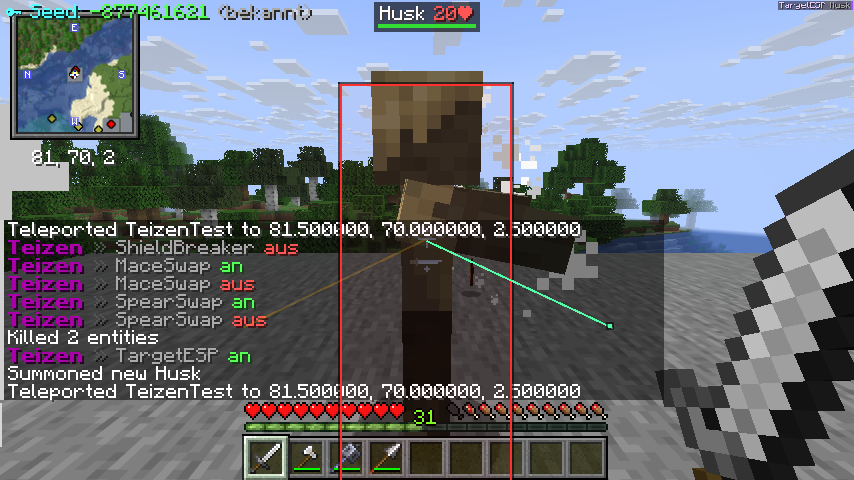 Seed: -877461621 (bekannt)
Husk 20❤
TargetESP Husk
E
N
S
W
81, 70, 2
Teleported TeizenTest to 81.500000, 70.000000, 2.500000
Teizen » ShieldBreaker aus
Teizen » MaceSwap an
Teizen » MaceSwap aus
Teizen » SpearSwap an
Teizen » SpearSwap aus
Killed 2 entities
Teizen » TargetESP an
Summoned new Husk
Teleported TeizenTest to 81.500000, 70.000000, 2.500000
31